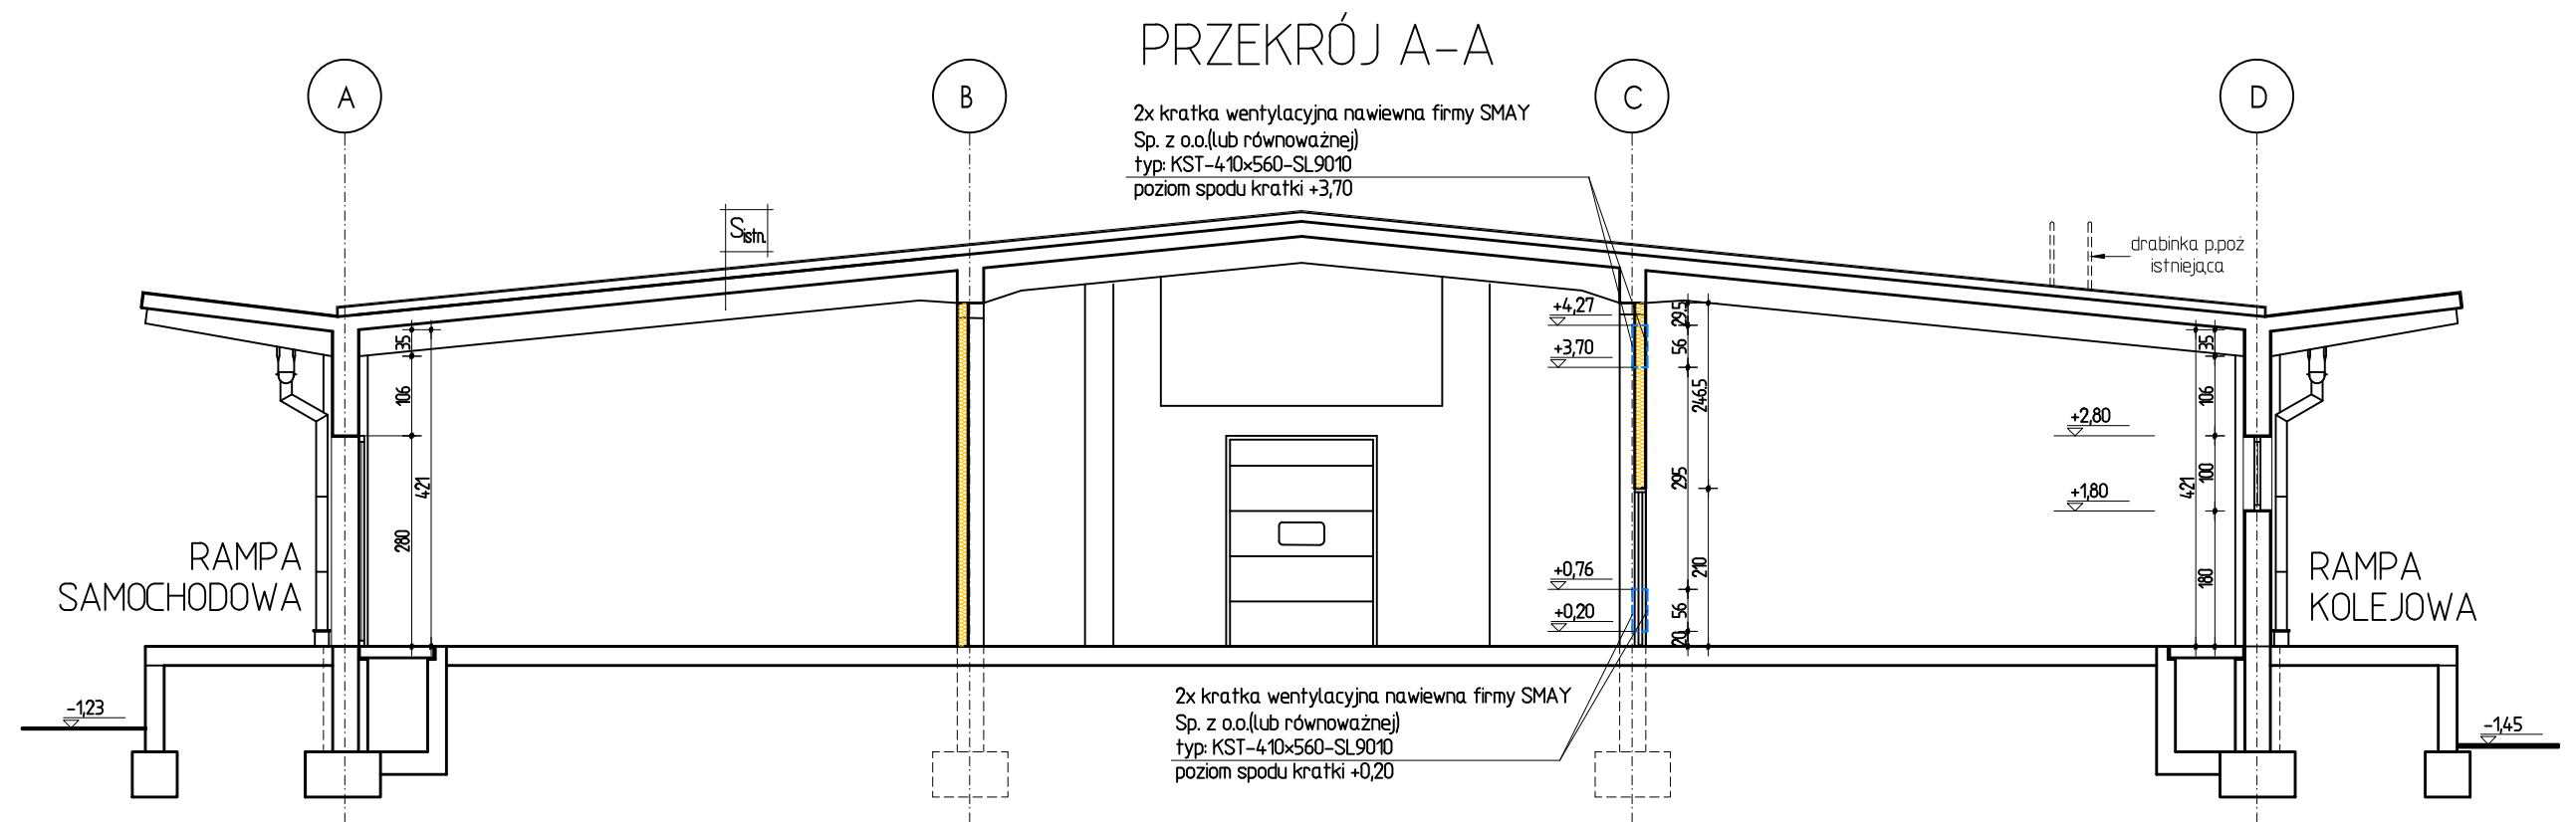 PRZEKRÓJ A-A
A
B
C
D
2x kratka wentylacyjna nawiewna firmy SMAY
Sp. z o.o.(lub równoważnej)
typ: KST-410x560-SL9010
poziom spodu kratki +3,70
Sistn.
drabinka p.poż
istniejąca
+4,27
+3,70
+0,76
+0,20
29,5
56
295
56
20
246.5
210
35
106
280
421
+2,80
+1,80
421
35
106
100
180
RAMPA
SAMOCHODOWA
RAMPA
KOLEJOWA
-1,23
-1,45
2x kratka wentylacyjna nawiewna firmy SMAY
Sp. z o.o.(lub równoważnej)
typ: KST-410x560-SL9010
poziom spodu kratki +0,20